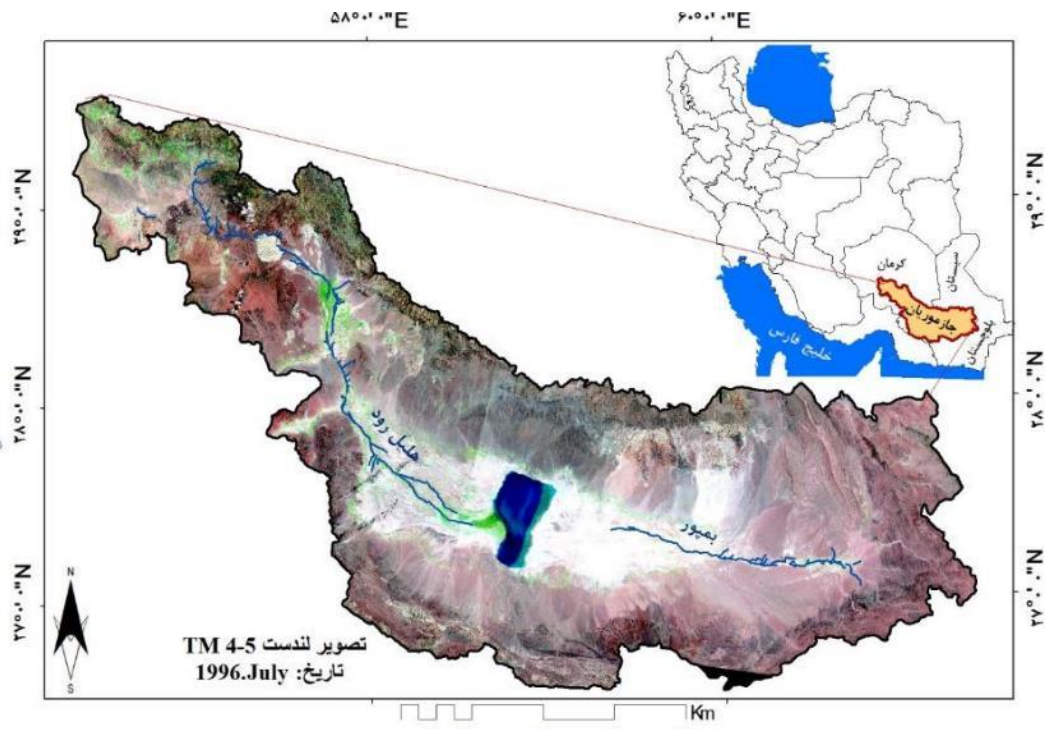 ۵۸°۰'۰"E
۶۰°۰'۰"E
۲۹°۰'۰"N
۲۹°۰'۰"N
کرمان
سیستان
جازموریان
بلوچستان
خلیج فارس
۲۸°۰'۰"N
۲۸°۰'۰"N
هلیل رود
بمپور
۲۷°۰'۰"N
۲۷°۰'۰"N
N
S
تصویر لندست TM 4-5
تاریخ: 1996.July
Km